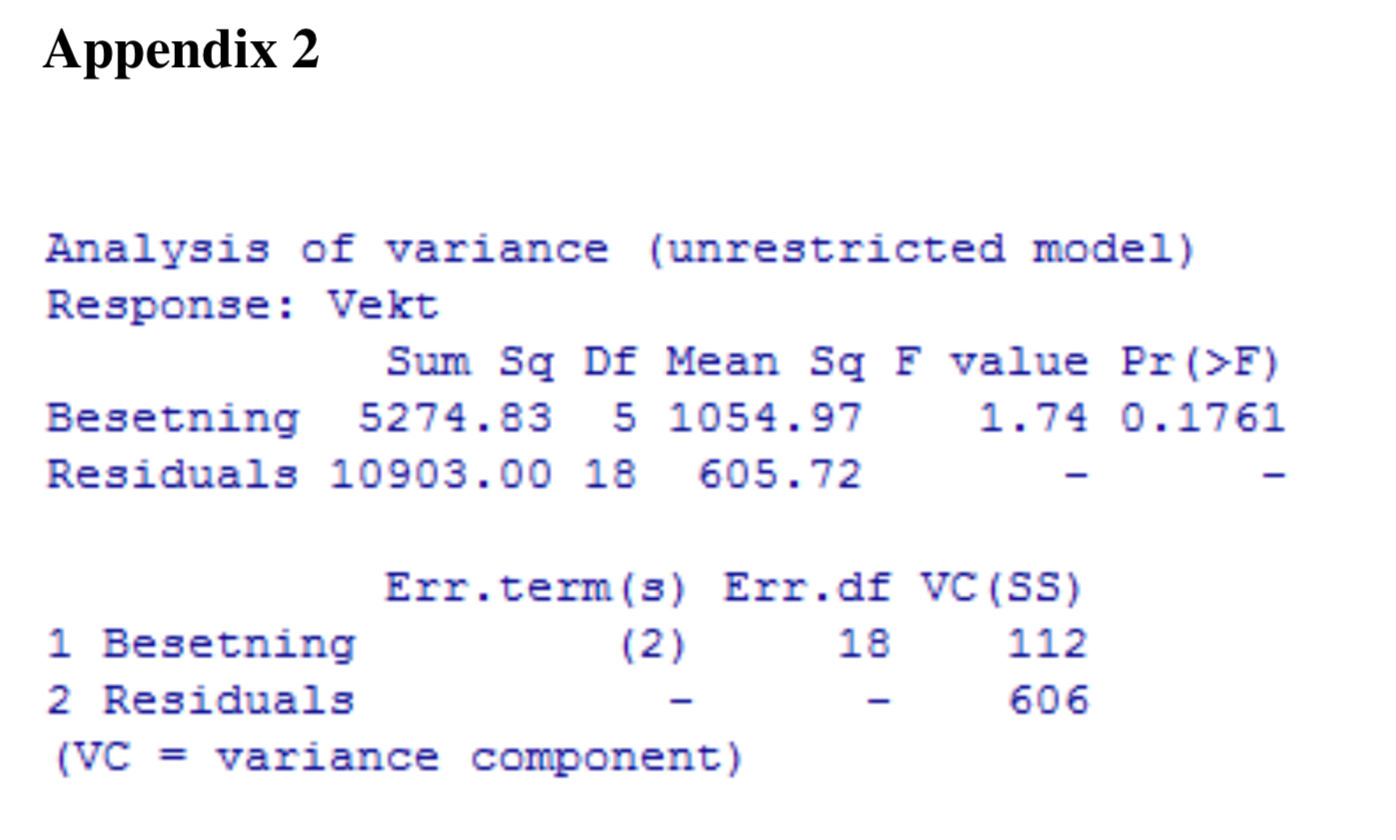 Appendix 2
Analysis of variance (unrestricted model)
Response: Vekt
Sum Sq Df Mean Sq F value Pr(>F)
Besetning 5274.83 5 1054.97 1.74 0.1761
Residuals 10903.00 18 605.72 - -
Err.term(s) Err.df VC(SS)
1 Besetning (2) 18 112
2 Residuals - - 606
(VC = variance component)